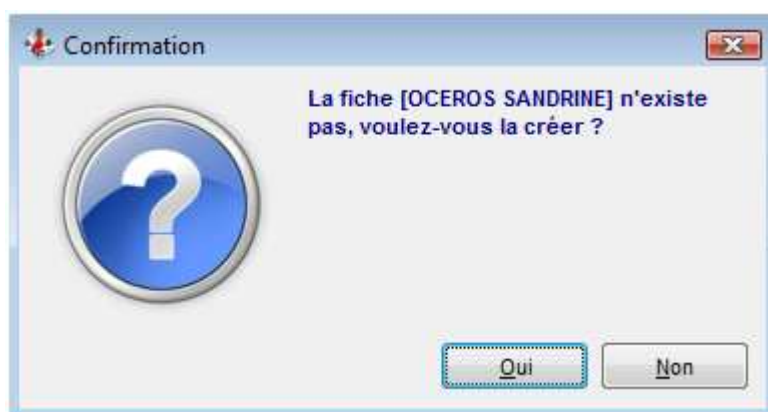 Confirmation
La fiche [OCEROS SANDRINE] n'existe
pas, voulez-vous la créer ?
Oui
Non